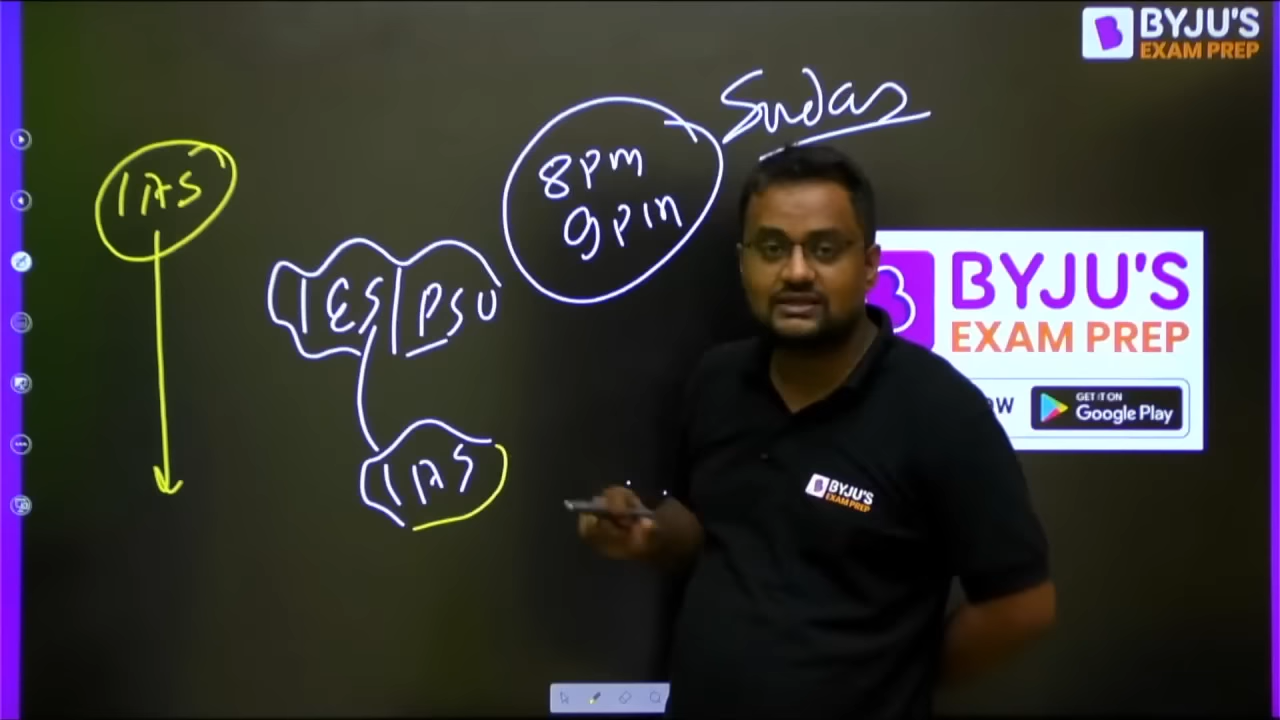 BYJU'S
EXAM PREP
Sunday
8pm
9pm
IAS
IES | PSU
IAS
BYJU'S
EXAM PREP
GET IT ON
Google Play
BYJU'S
EXAM PREP